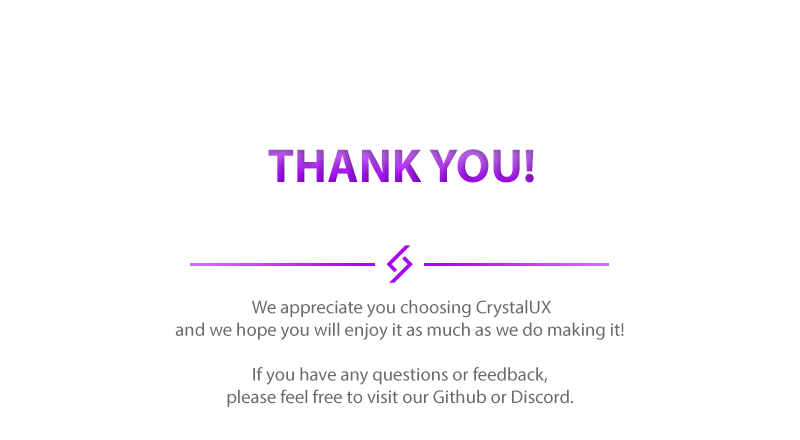 THANK YOU!
We appreciate you choosing CrystalUX
and we hope you will enjoy it as much as we do making it!
If you have any questions or feedback,
please feel free to visit our Github or Discord.